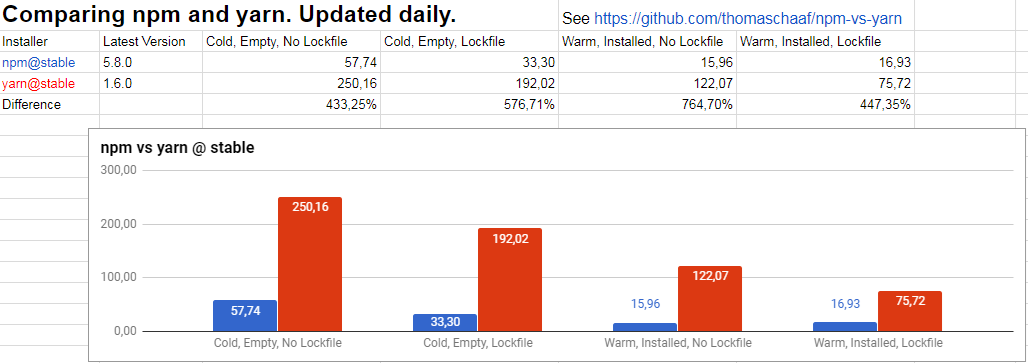 Comparing npm and yarn. Updated daily. See https://github.com/thomaschaaf/npm-vs-yarn
Installer Latest Version Cold, Empty, No Lockfile Cold, Empty, Lockfile Warm, Installed, No Lockfile Warm, Installed, Lockfile
npm@stable 5.8.0 57,74 33,30 15,96 16,93
yarn@stable 1.6.0 250,16 192,02 122,07 75,72
Difference 433,25% 576,71% 764,70% 447,35%
npm vs yarn @ stable
300,00
200,00
100,00
0,00
57,74
250,16
33,30
192,02
15,96
122,07
16,93
75,72
Cold, Empty, No Lockfile Cold, Empty, Lockfile Warm, Installed, No Lockfile Warm, Installed, Lockfile